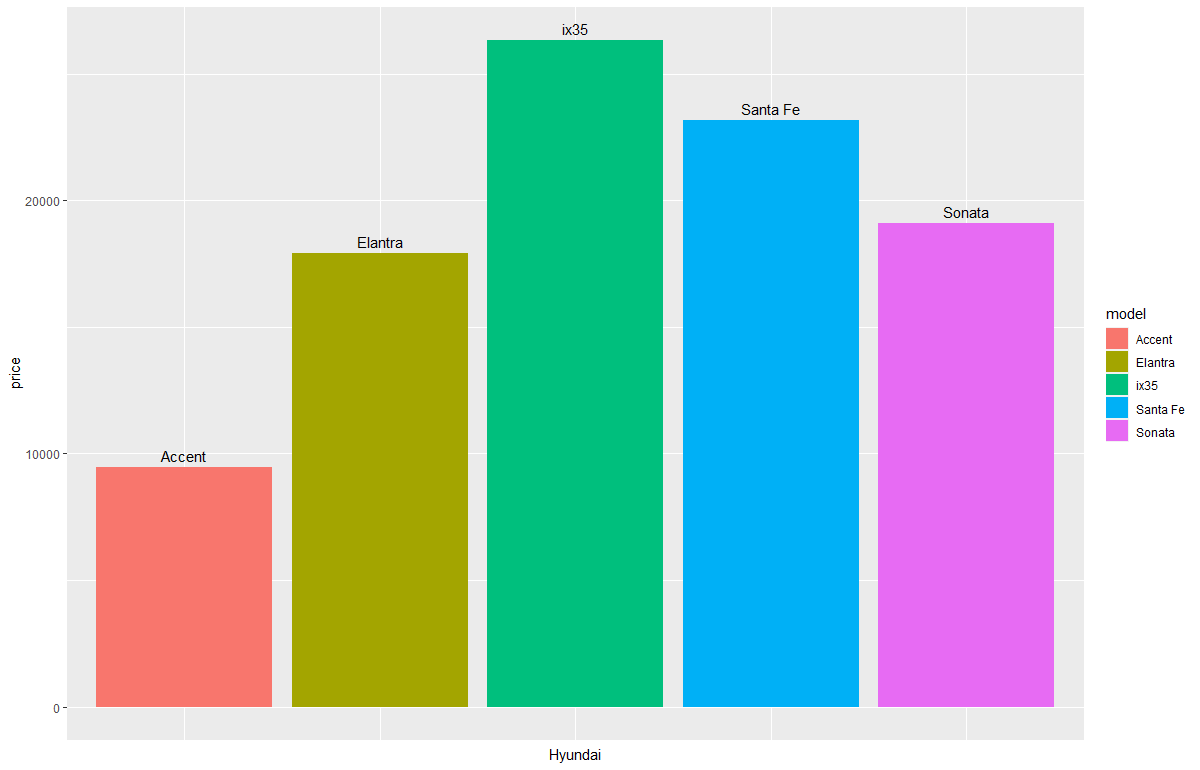 ix35
Santa Fe
Sonata
Elantra
Accent
20000
10000
0
price
Hyundai
model
Accent
Elantra
ix35
Santa Fe
Sonata